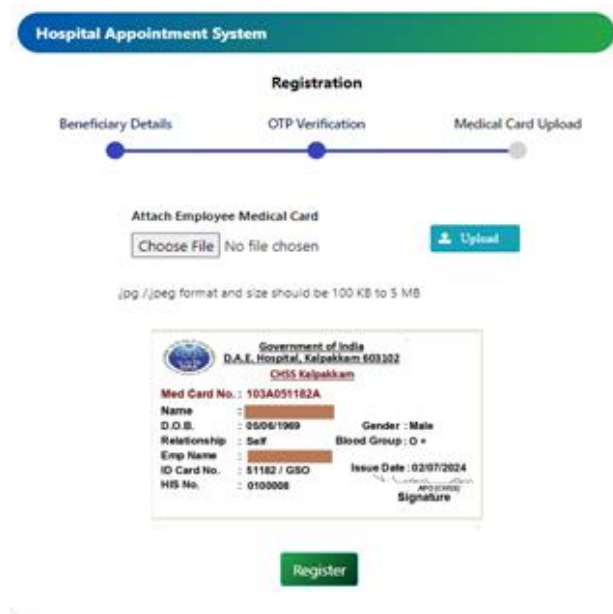 Hospital Appointment System
Registration
Beneficiary Details OTP Verification Medical Card Upload
Attach Employee Medical Card
Choose File No file chosen Upload
.jpg /.jpeg format and size should be 100 KB to 5 MB
Government of India
D.A.E. Hospital, Kalpakkam 603102
CHSS Kalpakkam
Med Card No. : 103A051182A
Name :
D.O.B. : 05/06/1969 Gender : Male
Relationship : Self Blood Group : O +
Emp Name :
ID Card No. : 51182 / GSO Issue Date : 02/07/2024
HIS No. : 0100008 APO (CHSS)
Signature
Register